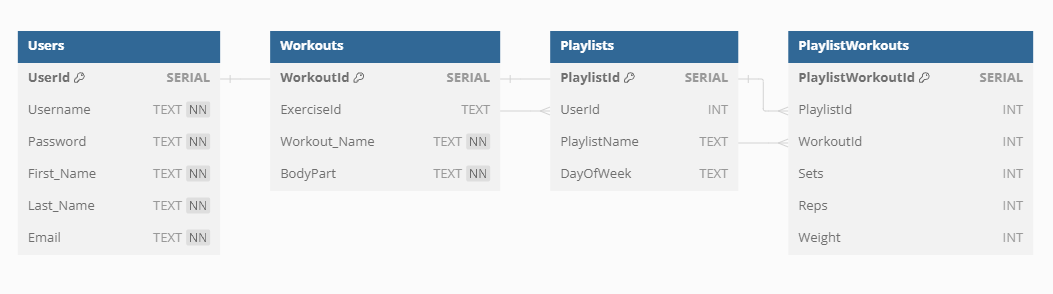 Users
UserId SERIAL
Username TEXT NN
Password TEXT NN
First_Name TEXT NN
Last_Name TEXT NN
Email TEXT NN
Workouts
WorkoutId SERIAL
ExerciseId TEXT
Workout_Name TEXT NN
BodyPart TEXT NN
Playlists
PlaylistId SERIAL
UserId INT
PlaylistName TEXT
DayOfWeek TEXT
PlaylistWorkouts
PlaylistWorkoutId SERIAL
PlaylistId INT
WorkoutId INT
Sets INT
Reps INT
Weight INT